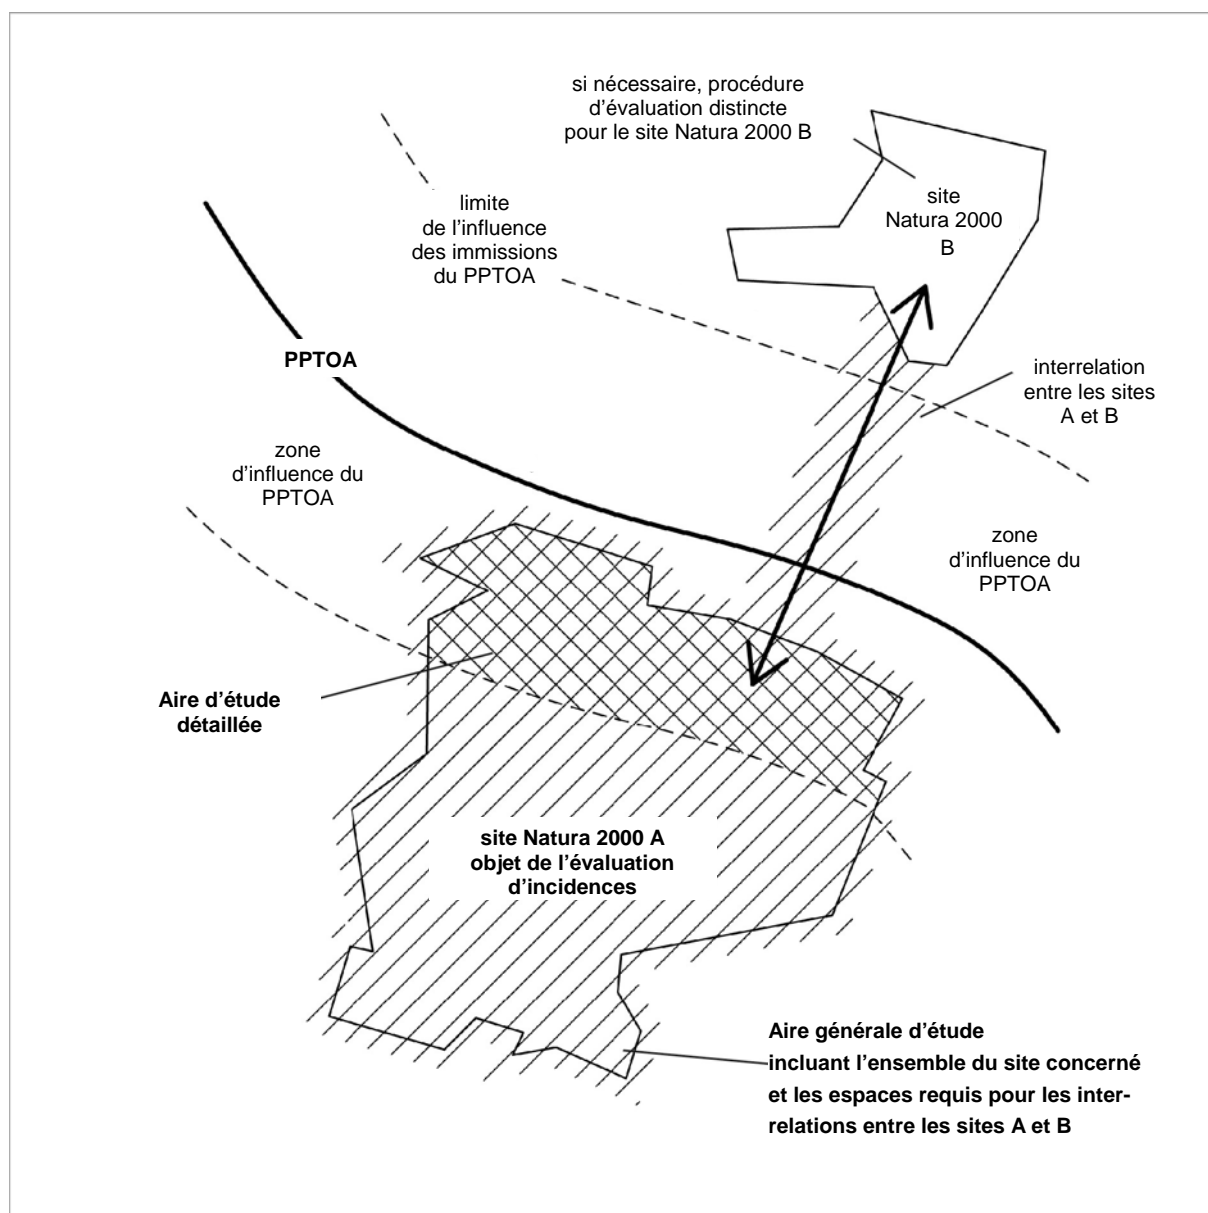 si nécessaire, procédure
d’évaluation distincte
pour le site Natura 2000 B
site
Natura 2000
B
limite
de l’influence
des immissions
du PPTOA
PPTOA
interrelation
entre les sites
A et B
zone
d’influence du
PPTOA
zone
d’influence du
PPTOA
Aire d’étude
détaillée
site Natura 2000 A
objet de l’évaluation
d’incidences
Aire générale d’étude
incluant l’ensemble du site concerné
et les espaces requis pour les inter-
relations entre les sites A et B